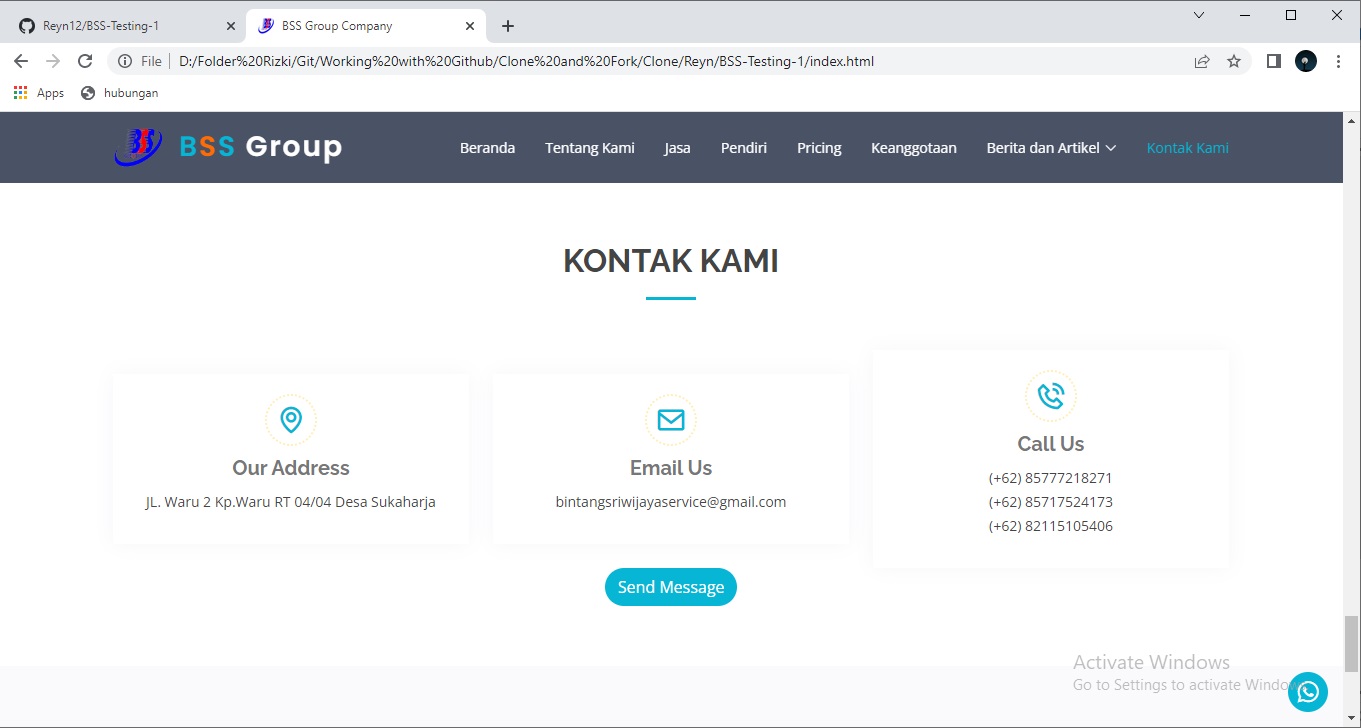 Reyn12/BSS-Testing-1
BSS Group Company
File
D:/Folder%20Rizki/Git/Working%20with%20Github/Clone%20and%20Fork/Clone/Reyn/BSS-Testing-1/index.html
Apps
hubungan
BSS Group
Beranda
Tentang Kami
Jasa
Pendiri
Pricing
Keanggotaan
Berita dan Artikel
Kontak Kami
KONTAK KAMI
Our Address
JL. Waru 2 Kp.Waru RT 04/04 Desa Sukaharja
Email Us
bintangsriwijayaservice@gmail.com
Call Us
(+62) 85777218271
(+62) 85717524173
(+62) 82115105406
Send Message
Activate Windows
Go to Settings to activate Windows